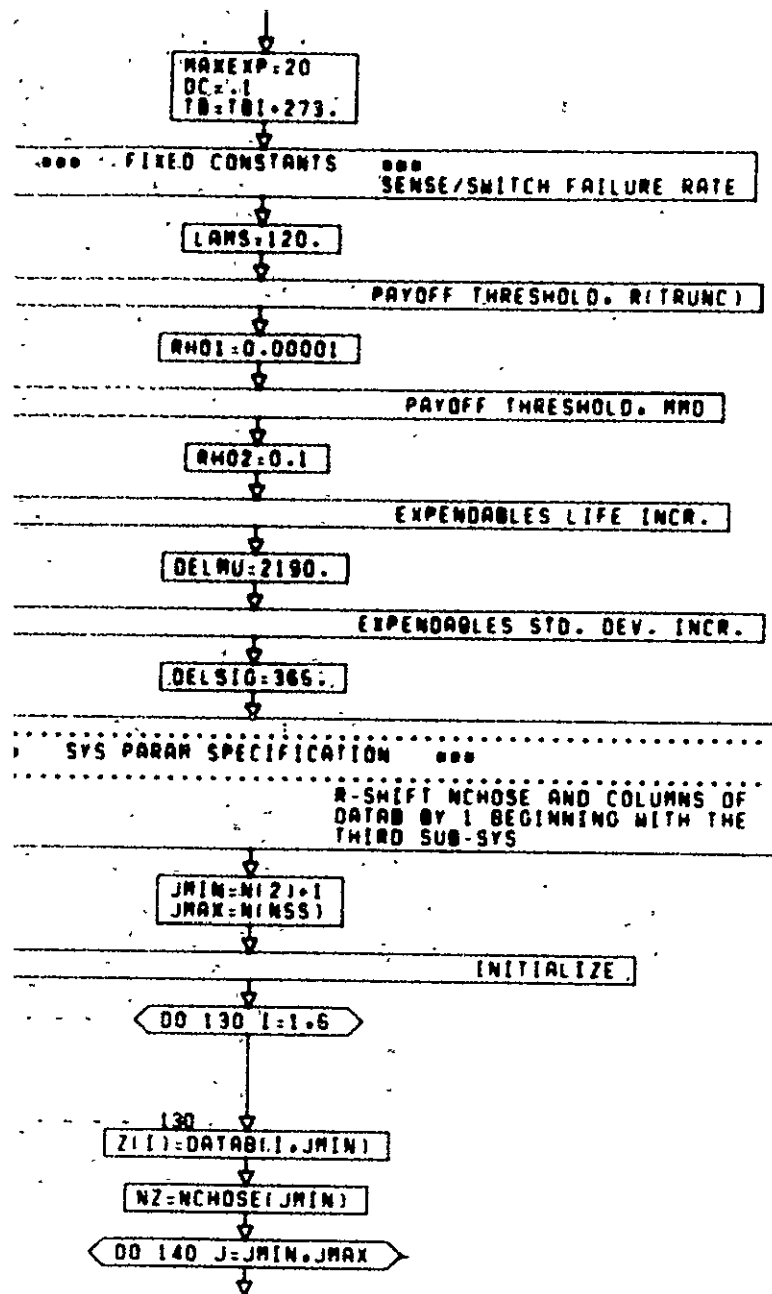 MAXEXP=20
DC=.1
TB=TBI+273.
*** FIXED CONSTANTS ***
SENSE/SWITCH FAILURE RATE
LAMS=120.
PAYOFF THRESHOLD, R(TRUNC)
RHO1=0.00001
PAYOFF THRESHOLD, MMD
RHO2=0.1
EXPENDABLES LIFE INCR.
DELMU=2190.
EXPENDABLES STD. DEV. INCR.
DELSIG=365.
SYS PARAM SPECIFICATION ***
R-SHIFT NCHOSE AND COLUMNS OF
DATAB BY 1 BEGINNING WITH THE
THIRD SUB-SYS
JMIN=N(2)+1
JMAX=N(NSS)
INITIALIZE
DO 130 I=1,6
130
Z(I)=DATAB(I,JMIN)
NZ=NCHOSE(JMIN)
DO 140 J=JMIN,JMAX